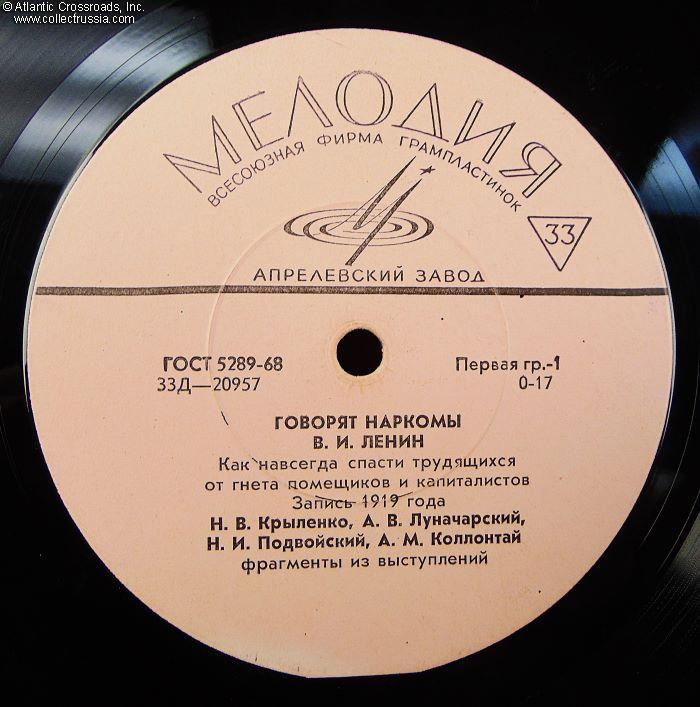 © Atlantic Crossroads, Inc.
www.collectrussia.com
МЕЛОДИЯ
ВСЕСОЮЗНАЯ ФИРМА ГРАМПЛАСТИНОК
33
АПРЕЛЕВСКИЙ ЗАВОД
ГОСТ 5289-68 Первая гр.-1
33Д—20957 0-17
ГОВОРЯТ НАРКОМЫ
В. И. ЛЕНИН
Как навсегда спасти трудящихся
от гнета помещиков и капиталистов
Запись 1919 года
Н. В. Крыленко, А. В. Луначарский,
Н. И. Подвойский, А. М. Коллонтай
фрагменты из выступлений